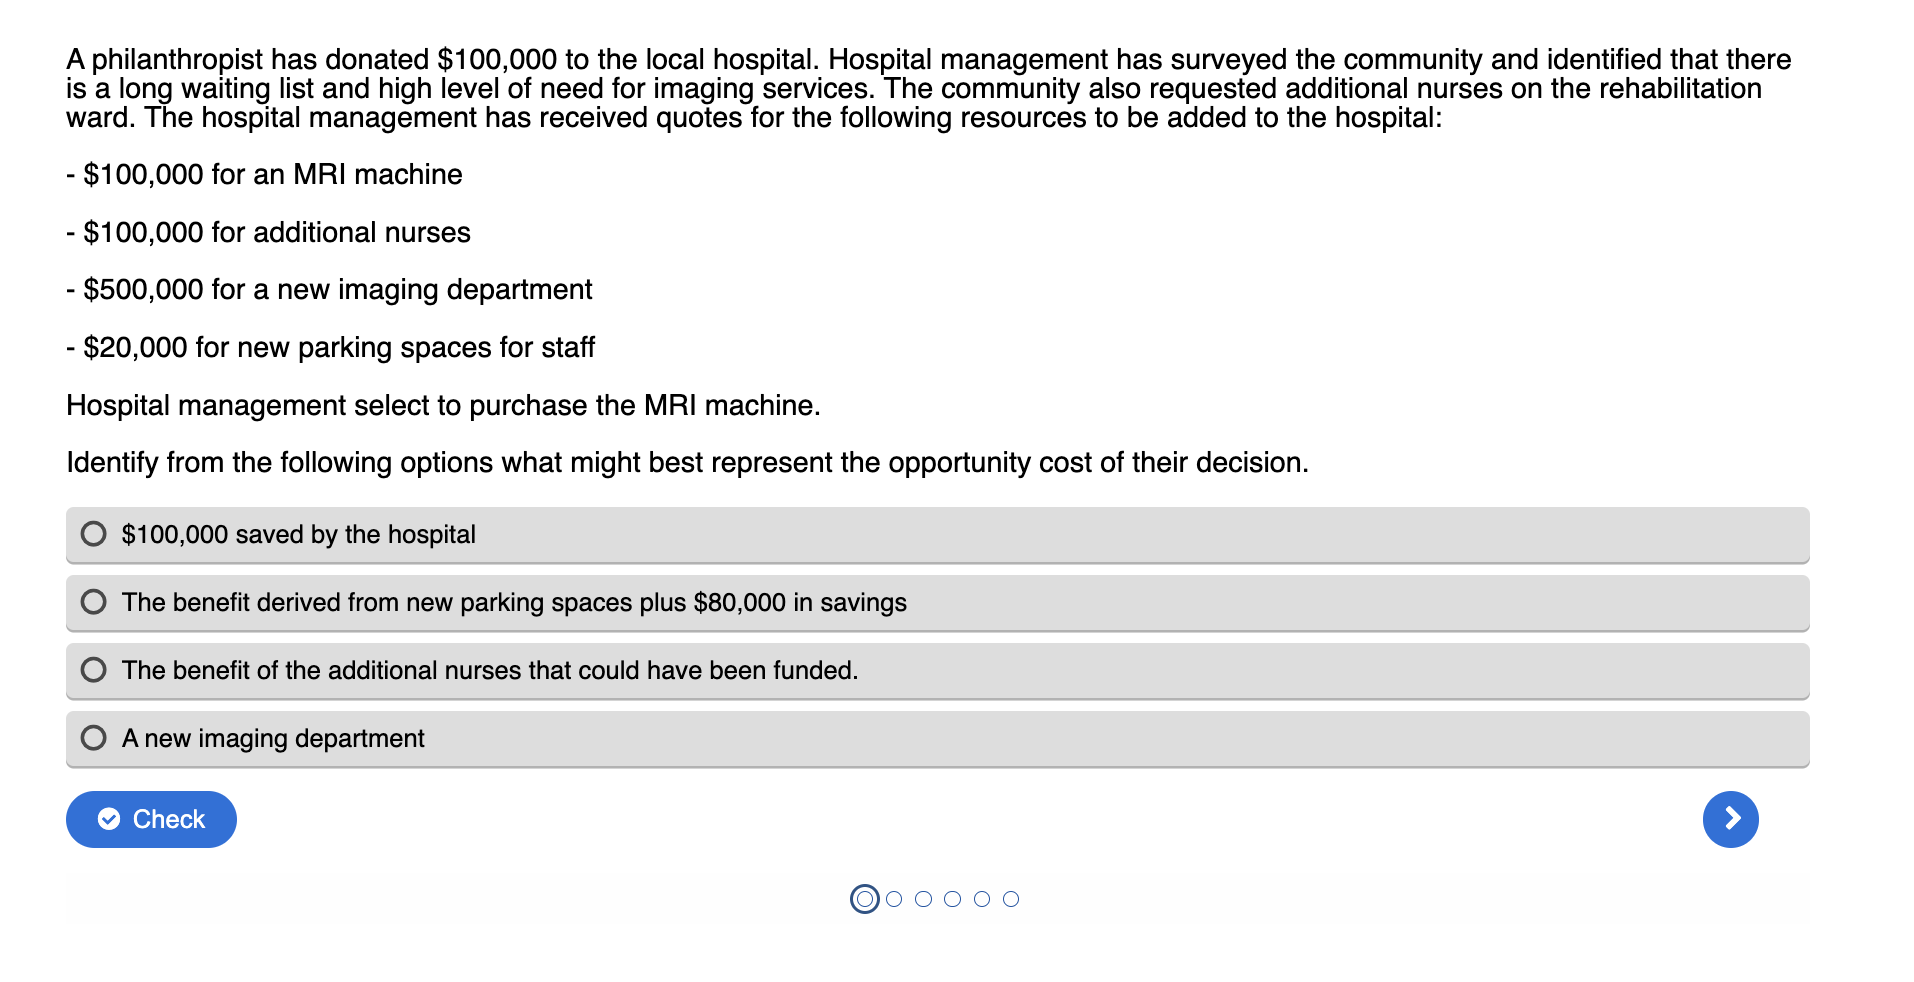 A philanthropist has donated $100,000 to the local hospital. Hospital management has surveyed the community and identified that there
is a long waiting list and high level of need for imaging services. The community also requested additional nurses on the rehabilitation
ward. The hospital management has received quotes for the following resources to be added to the hospital:
- $100,000 for an MRI machine
- $100,000 for additional nurses
- $500,000 for a new imaging department
- $20,000 for new parking spaces for staff
Hospital management select to purchase the MRI machine.
Identify from the following options what might best represent the opportunity cost of their decision.
$100,000 saved by the hospital
The benefit derived from new parking spaces plus $80,000 in savings
The benefit of the additional nurses that could have been funded.
A new imaging department
Check